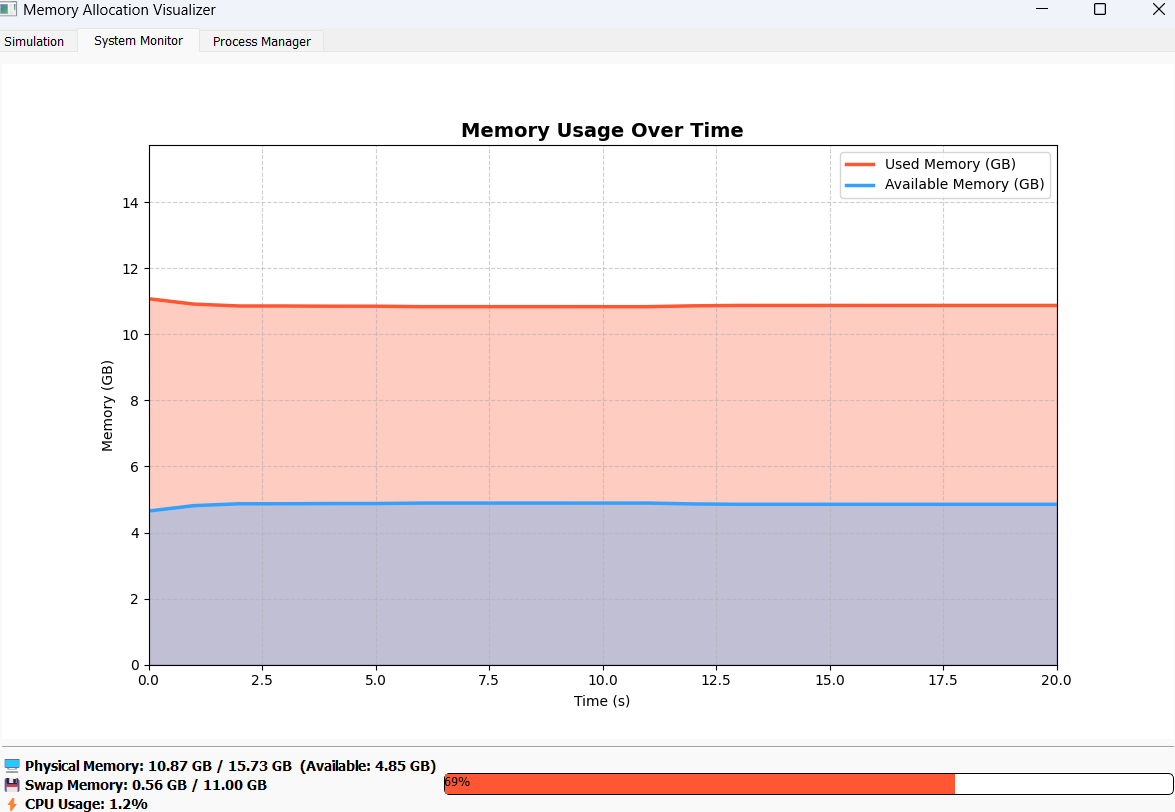 Memory Allocation Visualizer
Simulation System Monitor Process Manager
Memory Usage Over Time
Used Memory (GB)
Available Memory (GB)
14
12
10
8
6
4
2
0
Memory (GB)
0.0 2.5 5.0 7.5 10.0 12.5 15.0 17.5 20.0
Time (s)
Physical Memory: 10.87 GB / 15.73 GB (Available: 4.85 GB)
Swap Memory: 0.56 GB / 11.00 GB
CPU Usage: 1.2%
69%